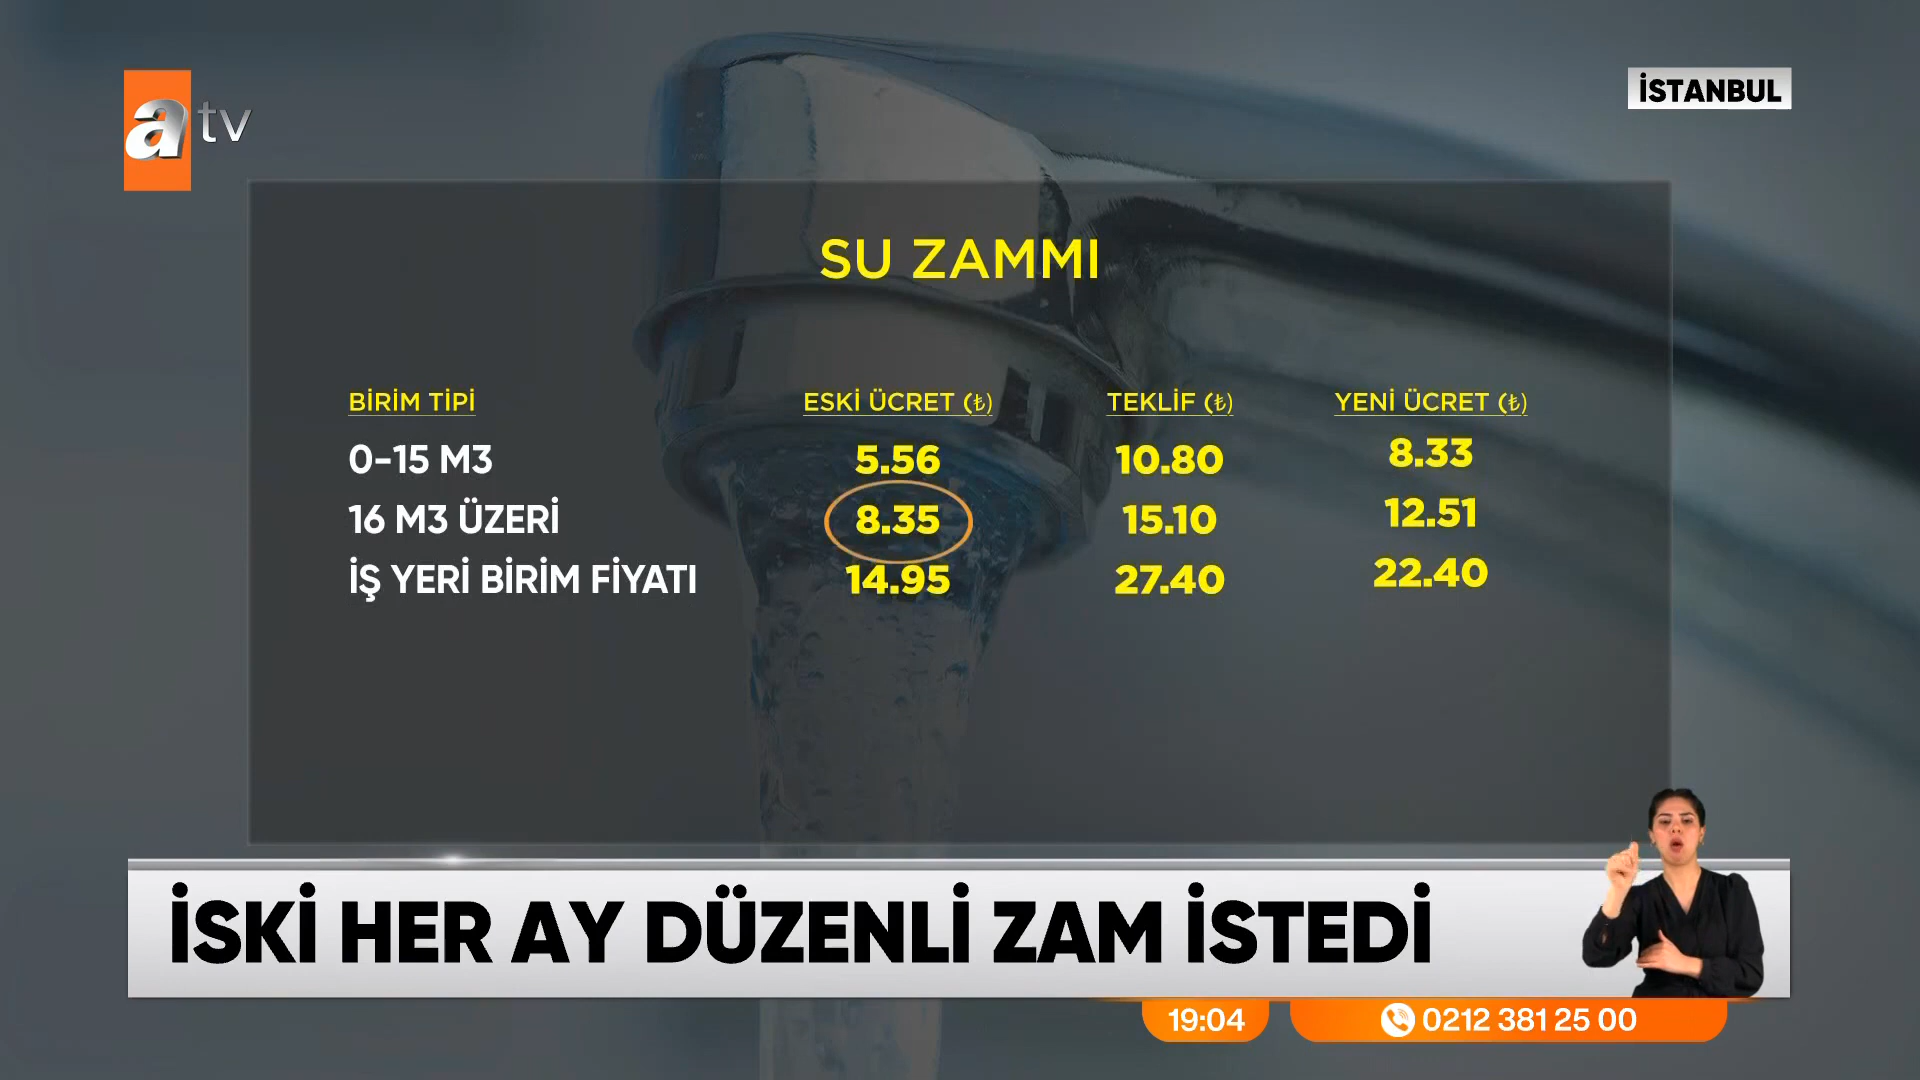 a tv
İSTANBUL
SU ZAMMI
BİRİM TİPİ ESKİ ÜCRET (₺) TEKLİF (₺) YENİ ÜCRET (₺)
0-15 M3 5.56 10.80 8.33
16 M3 ÜZERİ 8.35 15.10 12.51
İŞ YERİ BİRİM FİYATI 14.95 27.40 22.40
İSKİ HER AY DÜZENLİ ZAM İSTEDİ
19:04 0212 381 25 00